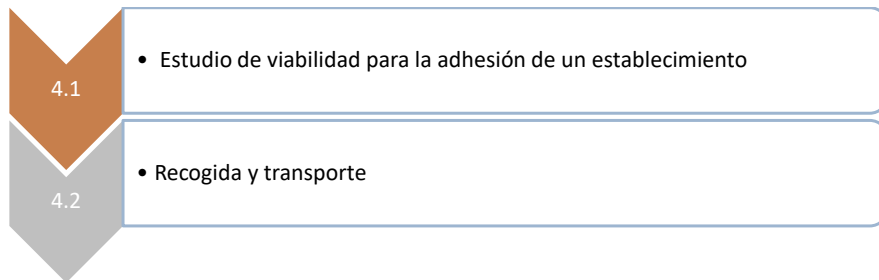 4.1
• Estudio de viabilidad para la adhesión de un establecimiento
4.2
• Recogida y transporte